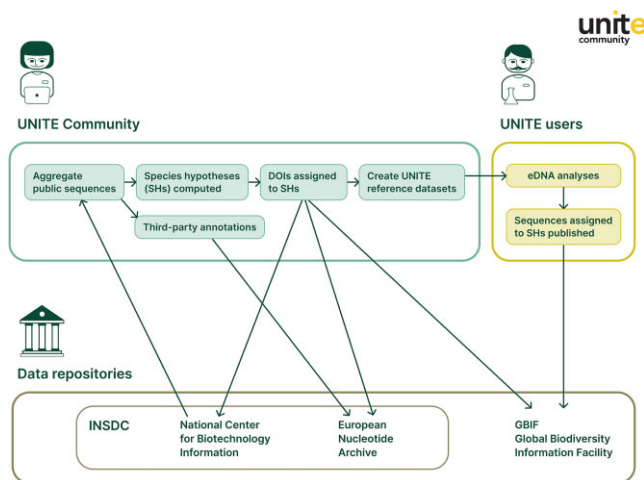 unite
community
UNITE Community
UNITE users
Aggregate
public sequences
Species hypotheses
(SHs) computed
DOIs assigned
to SHs
Create UNITE
reference datasets
eDNA analyses
Third-party annotations
Sequences assigned
to SHs published
Data repositories
INSDC
National Center
for Biotechnology
Information
European
Nucleotide
Archive
GBIF
Global Biodiversity
Information Facility